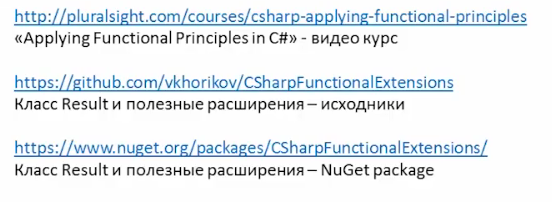 http://pluralsight.com/courses/csharp-applying-functional-principles
«Applying Functional Principles in C#» - видео курс
https://github.com/vkhorikov/CSharpFunctionalExtensions
Класс Result и полезные расширения – исходники
https://www.nuget.org/packages/CSharpFunctionalExtensions/
Класс Result и полезные расширения – NuGet package